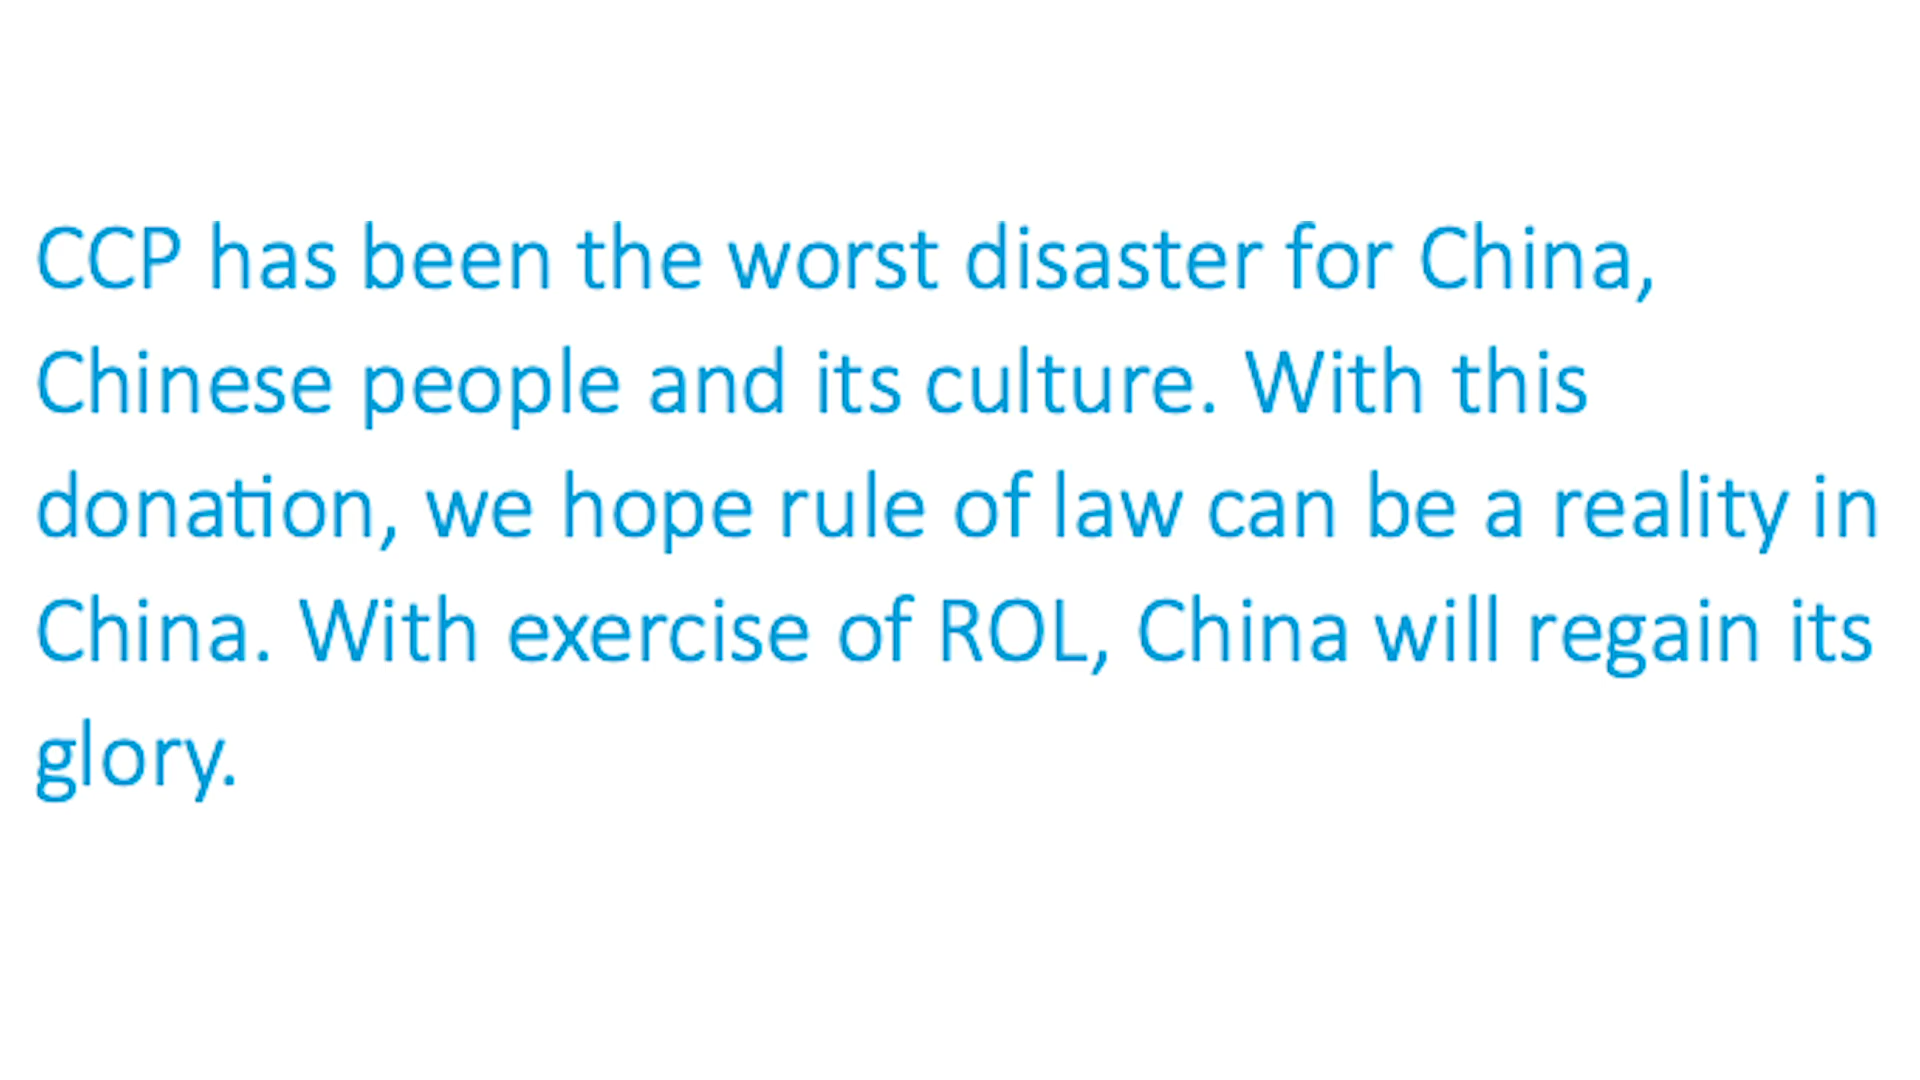 CCP has been the worst disaster for China,
Chinese people and its culture. With this
donation, we hope rule of law can be a reality in
China. With exercise of ROL, China will regain its
glory.